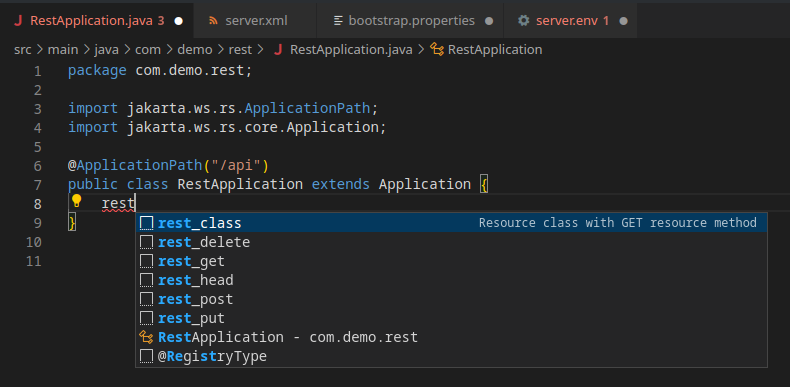 J RestApplication.java 3 ● server.xml bootstrap.properties ● server.env 1 ●
src > main > java > com > demo > rest > J RestApplication.java > RestApplication
1 package com.demo.rest;
2
3 import jakarta.ws.rs.ApplicationPath;
4 import jakarta.ws.rs.core.Application;
5
6 @ApplicationPath("/api")
7 public class RestApplication extends Application {
8 rest
9 }
rest_class Resource class with GET resource method
10 rest_delete
11 rest_get
rest_head
rest_post
rest_put
RestApplication - com.demo.rest
@RegistryType